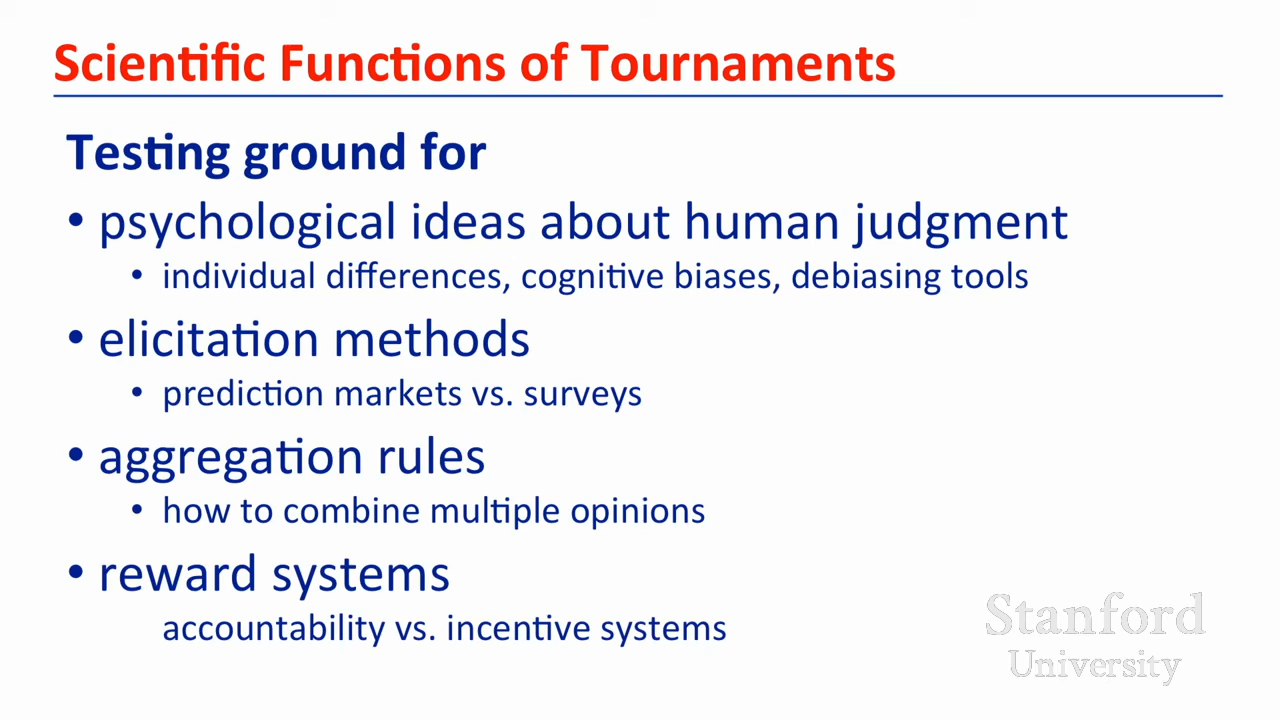 Scientific Functions of Tournaments
Testing ground for
• psychological ideas about human judgment
• individual differences, cognitive biases, debiasing tools
• elicitation methods
• prediction markets vs. surveys
• aggregation rules
• how to combine multiple opinions
• reward systems
accountability vs. incentive systems
Stanford
University